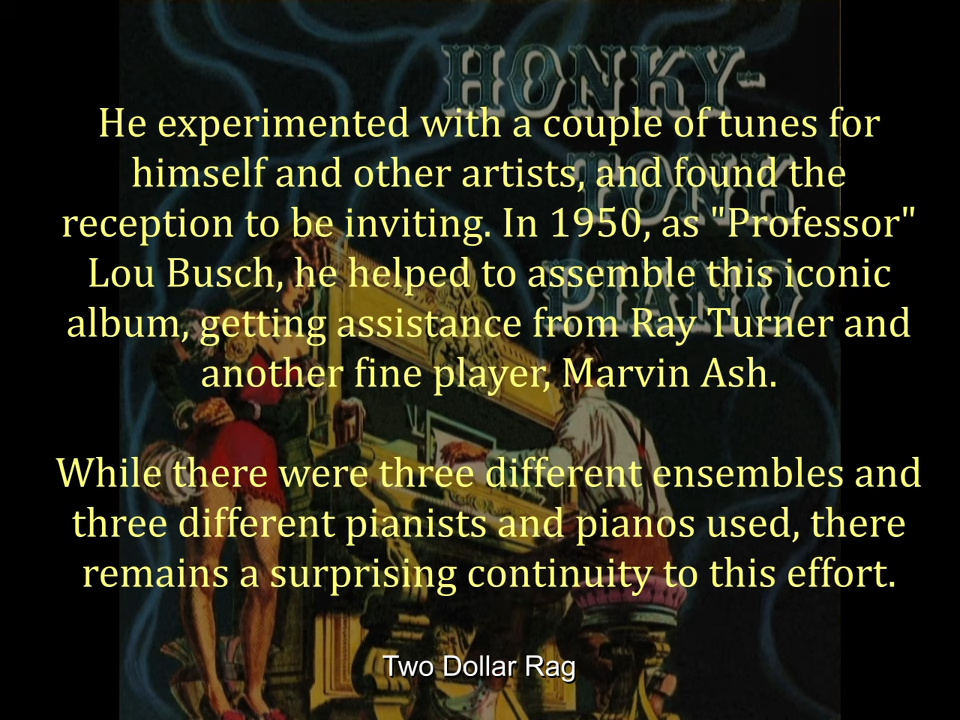 HONKY-
TONK
PIANO
He experimented with a couple of tunes for
himself and other artists, and found the
reception to be inviting. In 1950, as "Professor"
Lou Busch, he helped to assemble this iconic
album, getting assistance from Ray Turner and
another fine player, Marvin Ash.
While there were three different ensembles and
three different pianists and pianos used, there
remains a surprising continuity to this effort.
Two Dollar Rag